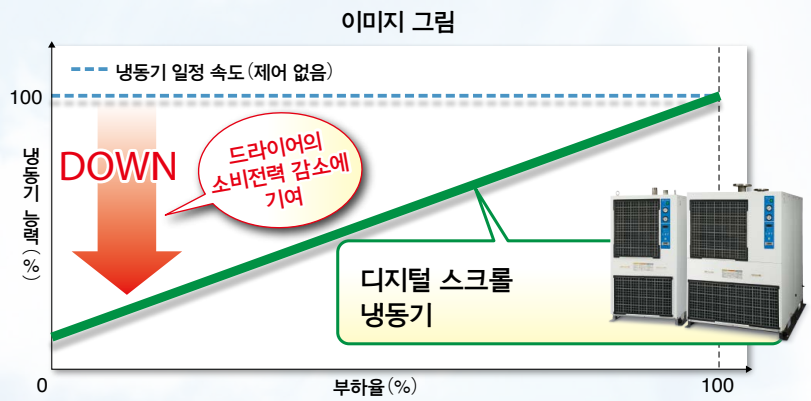 이미지 그림
냉동기 일정 속도(제어 없음)
100
DOWN
드라이어의
소비전력 감소에
기여
냉동기 능력(%)
디지털 스크롤
냉동기
0
부하율(%)
100